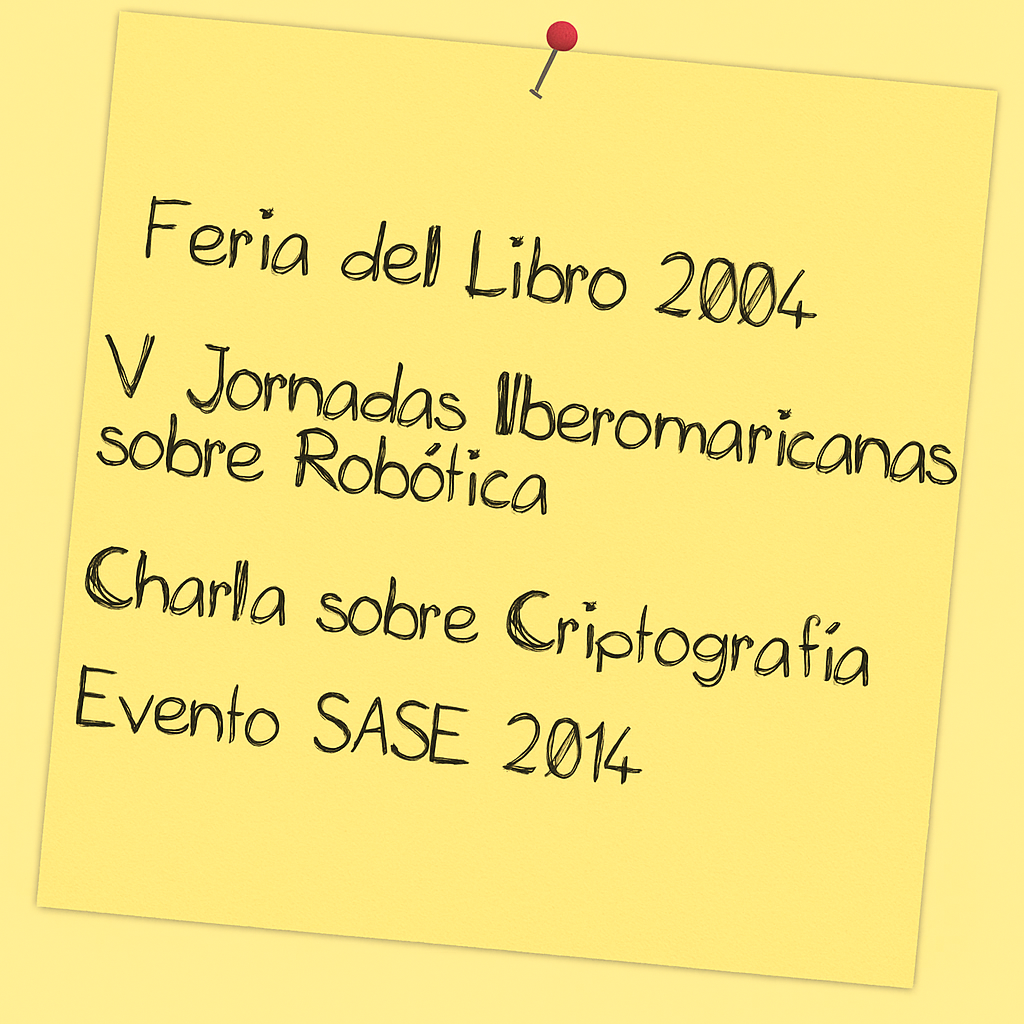 Feria del Libro 2004
V Jornadas Iberomaricanas
sobre Robótica
Charla sobre Criptografía
Evento SASE 2014